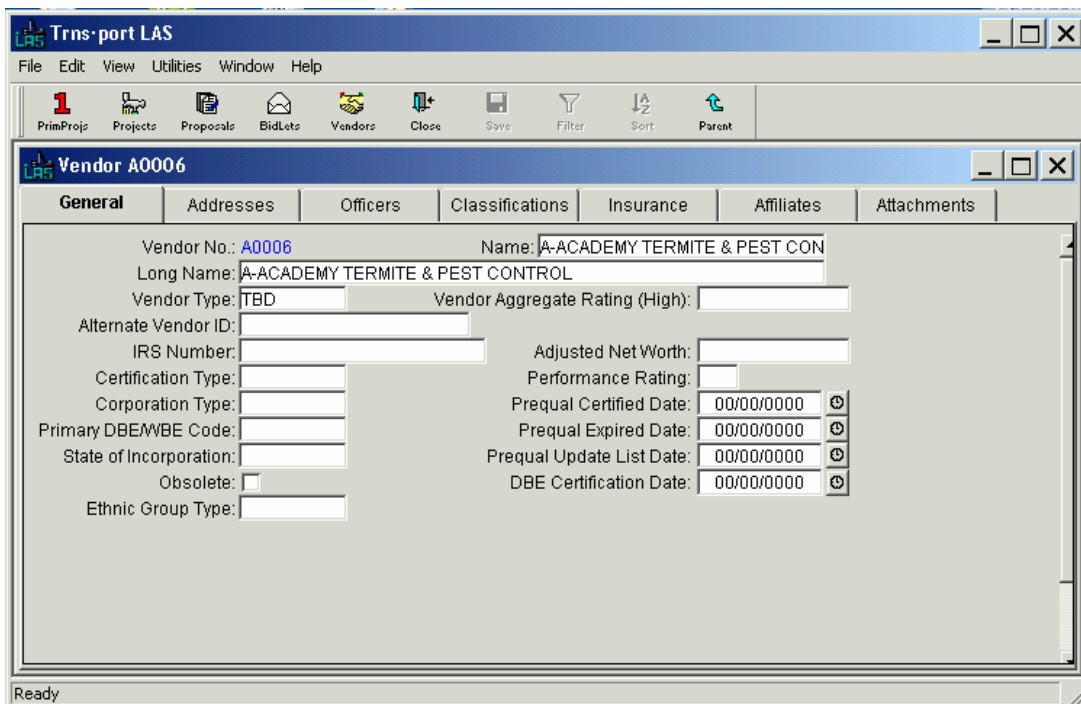 LAS Trns·port LAS
File Edit View Utilities Window Help
1
PrimProjs Projects Proposals BidLets Vendors Close Save Filter Sort Parent
LAS Vendor A0006
General Addresses Officers Classifications Insurance Affiliates Attachments
Vendor No.: A0006 Name: A-ACADEMY TERMITE & PEST CON
Long Name: A-ACADEMY TERMITE & PEST CONTROL
Vendor Type: TBD Vendor Aggregate Rating (High):
Alternate Vendor ID:
IRS Number: Adjusted Net Worth:
Certification Type: Performance Rating:
Corporation Type: Prequal Certified Date: 00/00/0000
Primary DBE/WBE Code: Prequal Expired Date: 00/00/0000
State of Incorporation: Prequal Update List Date: 00/00/0000
Obsolete: DBE Certification Date: 00/00/0000
Ethnic Group Type:
Ready